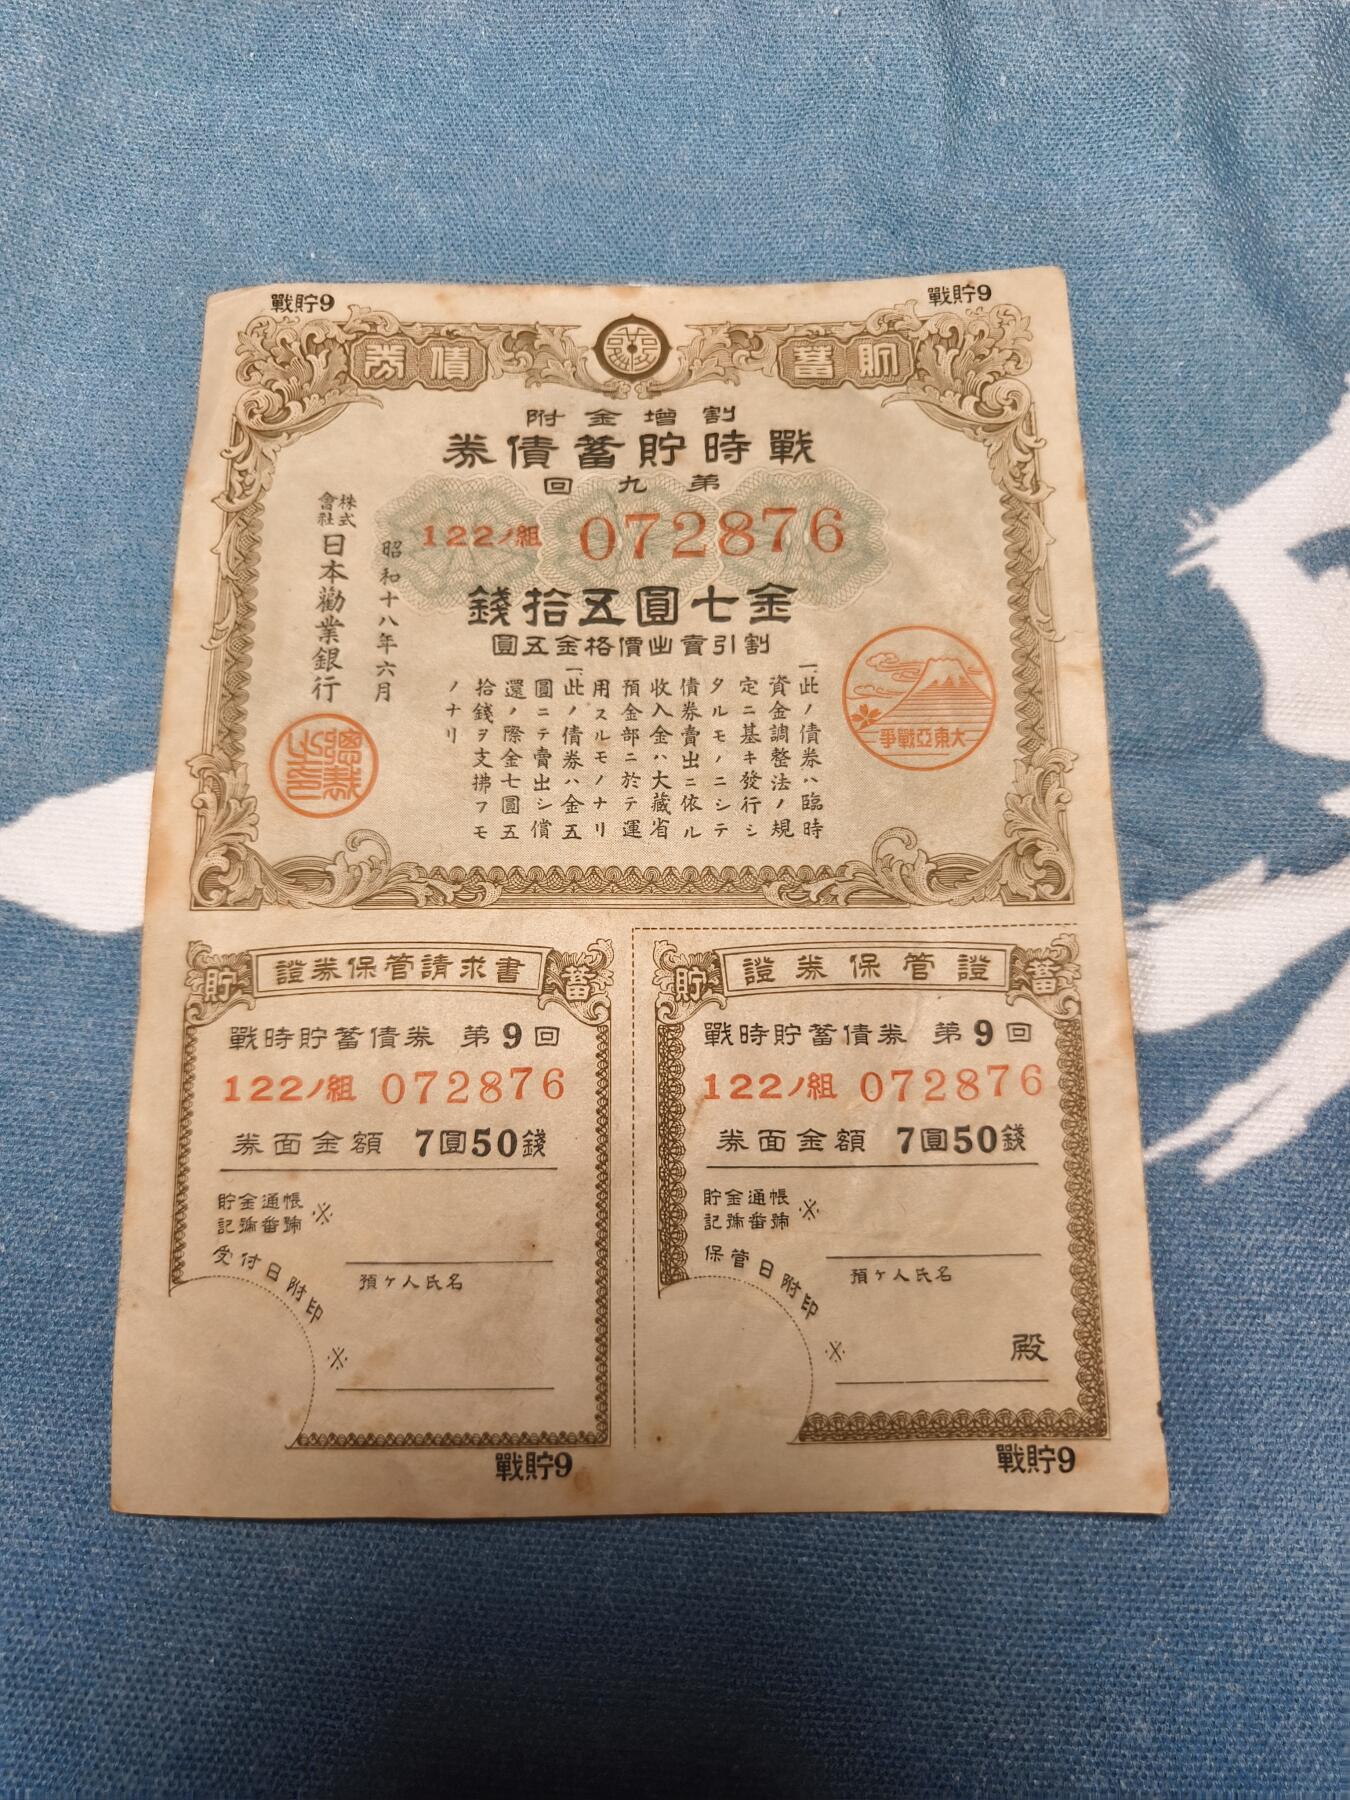 戰貯9
戰貯9
貯蓄
債券
割增金附
戰時貯蓄債券
第九回
122ノ組 072876
金七圓五拾錢
割引賣出價格金五圓
大東亞戰爭
一、此ノ債券ハ臨時
資金調整法ノ規
定ニ基キ發行シ
タルモノニシテ
債券賣出ニ依ル
收入金ハ大藏省
預金部ニ於テ運
用スルモノナリ
一、此ノ債券ハ金五
圓ニテ賣出シ償
還ノ際金七圓五
拾錢ヲ支拂フモ
ノナリ
昭和十八年六月
株式會社日本勸業銀行
貯 證券保管請求書 蓄
戰時貯蓄債券 第9回
122ノ組 072876
券面金額 7圓50錢
貯金通帳
記號番號 ※
受付日附印
預ケ人氏名
※
戰貯9
貯 證券保管證 蓄
戰時貯蓄債券 第9回
122ノ組 072876
券面金額 7圓50錢
貯金通帳
記號番號 ※
保管日附印
預ケ人氏名
※
殿
戰貯9